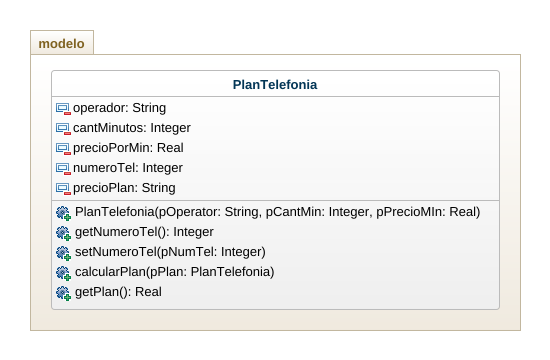 modelo
PlanTelefonia
operador: String
cantMinutos: Integer
precioPorMin: Real
numeroTel: Integer
precioPlan: String
PlanTelefonia(pOperator: String, pCantMin: Integer, pPrecioMIn: Real)
getNumeroTel(): Integer
setNumeroTel(pNumTel: Integer)
calcularPlan(pPlan: PlanTelefonia)
getPlan(): Real